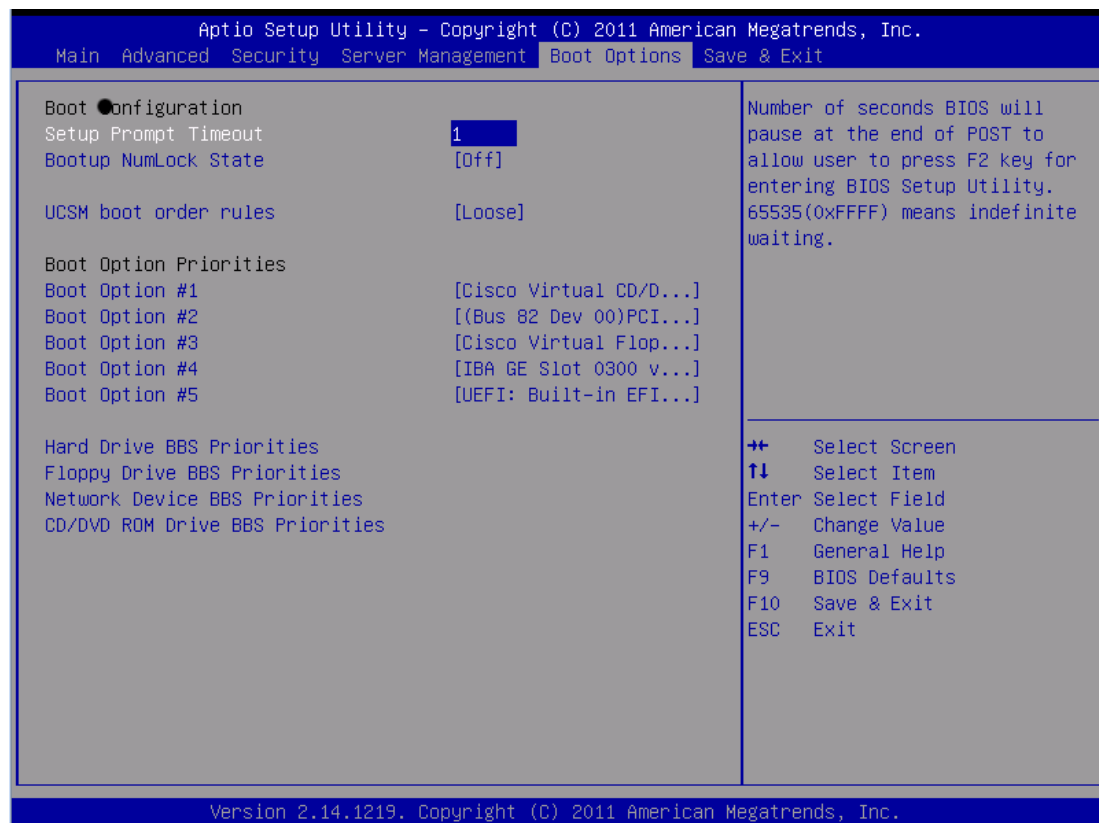 Aptio Setup Utility – Copyright (C) 2011 American Megatrends, Inc.
Main Advanced Security Server Management Boot Options Save & Exit
Boot onfiguration
Setup Prompt Timeout 1
Bootup NumLock State [Off]
UCSM boot order rules [Loose]
Boot Option Priorities
Boot Option #1 [Cisco Virtual CD/D...]
Boot Option #2 [(Bus 82 Dev 00)PCI...]
Boot Option #3 [Cisco Virtual Flop...]
Boot Option #4 [IBA GE Slot 0300 v...]
Boot Option #5 [UEFI: Built-in EFI...]
Hard Drive BBS Priorities
Floppy Drive BBS Priorities
Network Device BBS Priorities
CD/DVD ROM Drive BBS Priorities
Number of seconds BIOS will
pause at the end of POST to
allow user to press F2 key for
entering BIOS Setup Utility.
65535(0xFFFF) means indefinite
waiting.
→← Select Screen
↑↓ Select Item
Enter Select Field
+/- Change Value
F1 General Help
F9 BIOS Defaults
F10 Save & Exit
ESC Exit
Version 2.14.1219. Copyright (C) 2011 American Megatrends, Inc.